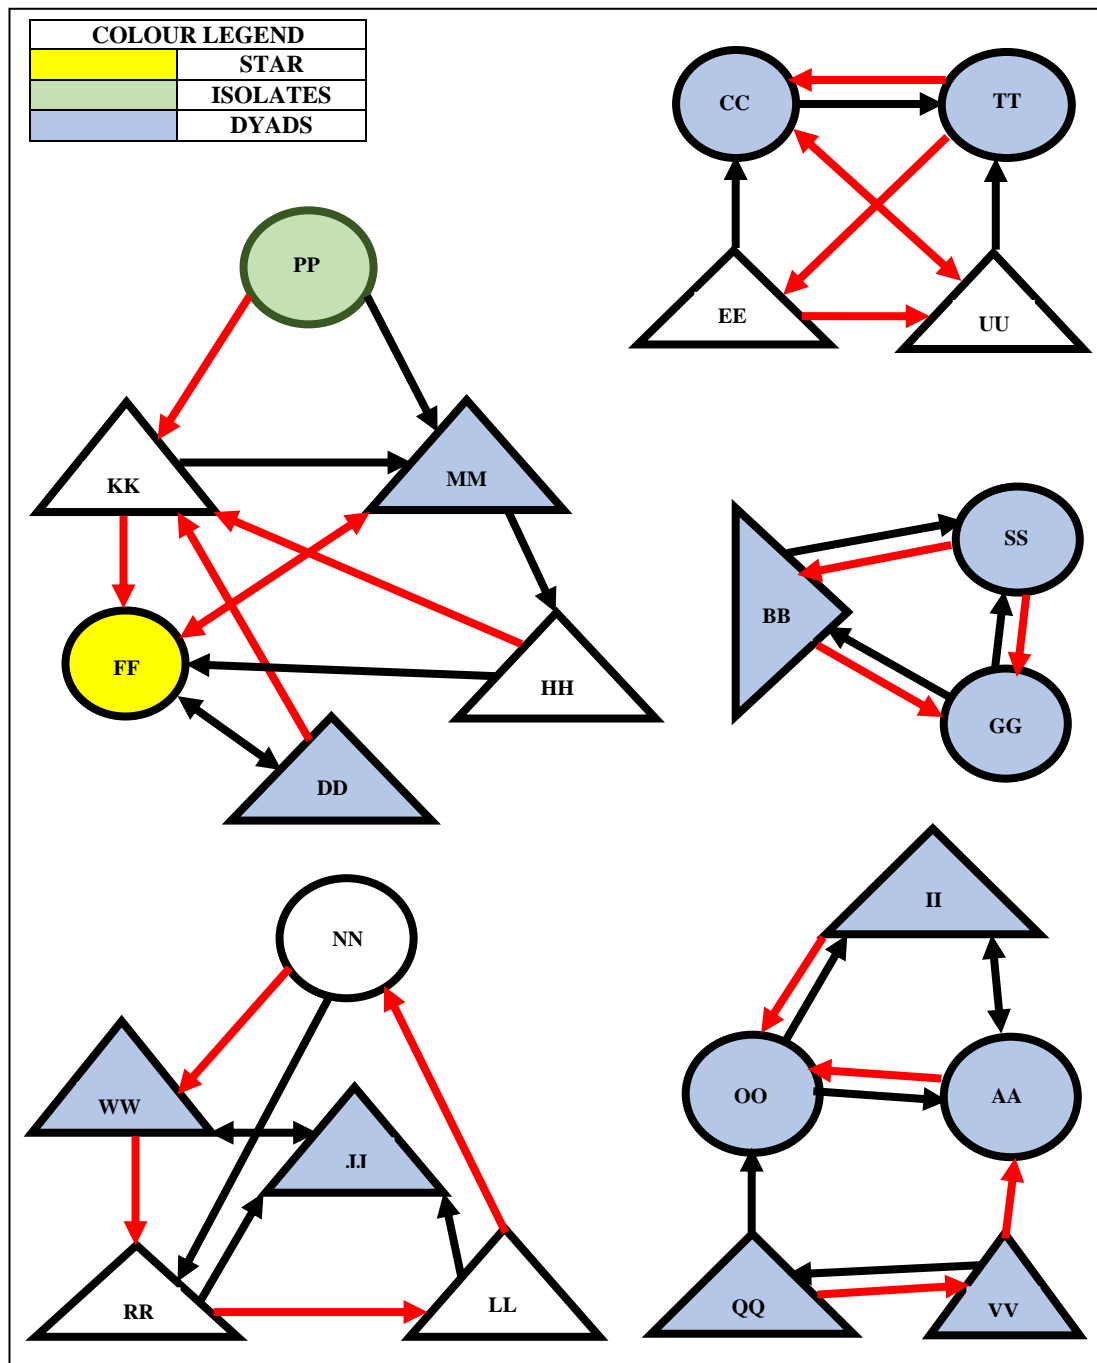 COLOUR LEGEND
STAR
ISOLATES
DYADS
CC
TT
PP
EE
UU
KK
MM
SS
BB
FF
HH
GG
DD
II
NN
WW
OO
AA
JJ
RR
LL
QQ
VV